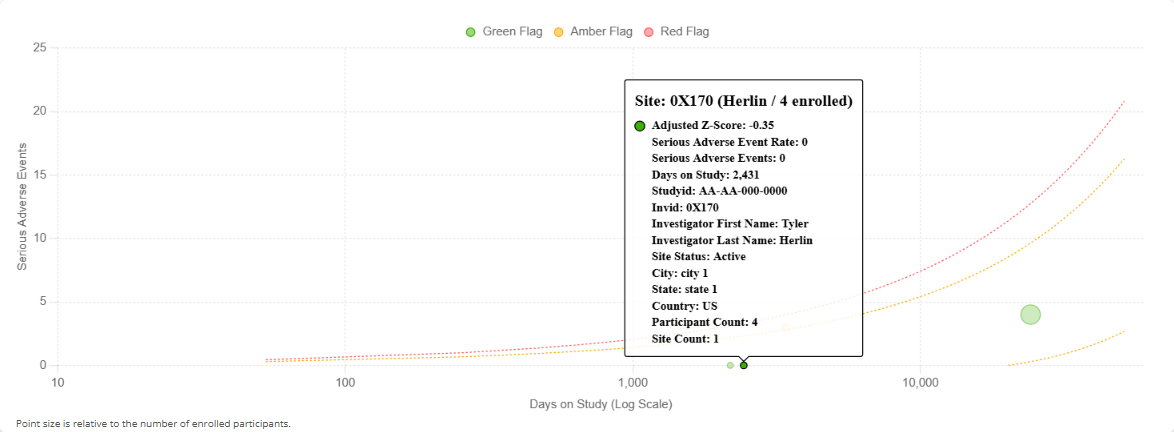 Green Flag Amber Flag Red Flag
25
20
15
10
5
0
Serious Adverse Events
Site: 0X170 (Herlin / 4 enrolled)
Adjusted Z-Score: -0.35
Serious Adverse Event Rate: 0
Serious Adverse Events: 0
Days on Study: 2,431
Studyid: AA-AA-000-0000
Invid: 0X170
Investigator First Name: Tyler
Investigator Last Name: Herlin
Site Status: Active
City: city 1
State: state 1
Country: US
Participant Count: 4
Site Count: 1
10 100 1,000 10,000
Days on Study (Log Scale)
Point size is relative to the number of enrolled participants.